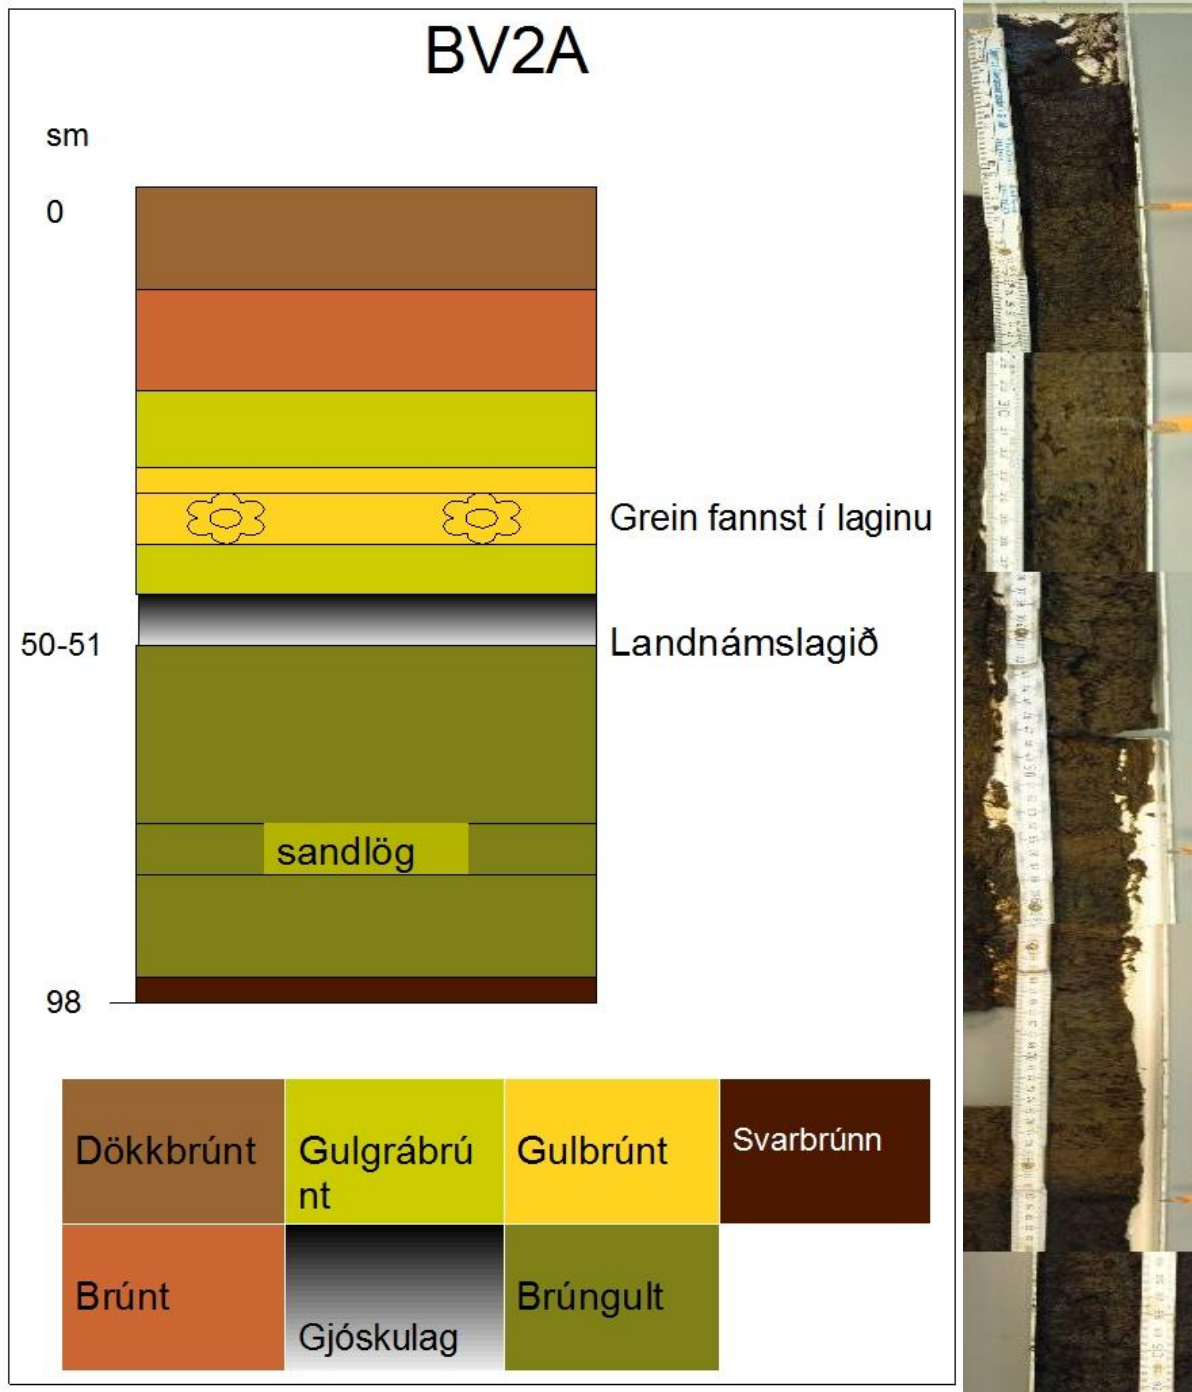 BV2A
sm
0
Grein fannst í laginu
50-51
Landnámslagið
sandlög
98
Dökkbrúnt
Gulgrábrú
nt
Gulbrúnt
Svarbrúnn
Brúnt
Gjóskulag
Brúngult